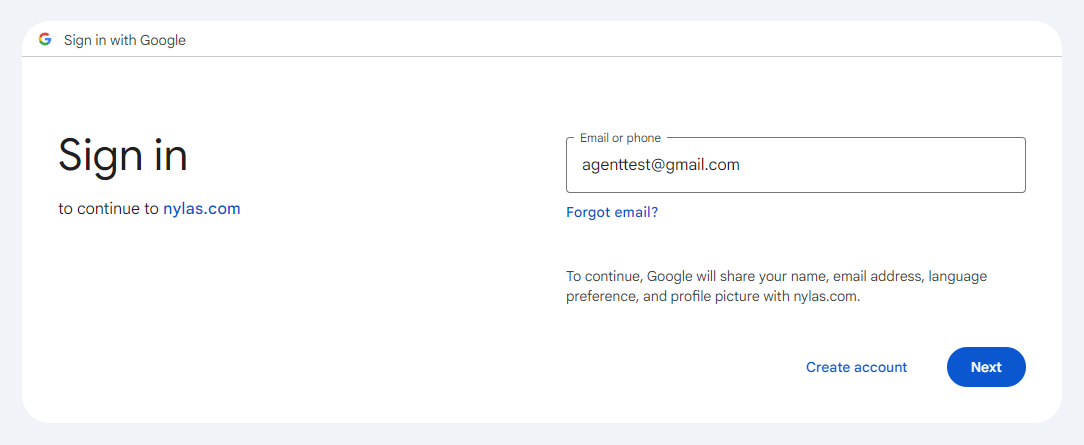 Sign in with Google
Sign in
to continue to nylas.com
Email or phone
agenttest@gmail.com
Forgot email?
To continue, Google will share your name, email address, language
preference, and profile picture with nylas.com.
Create account
Next